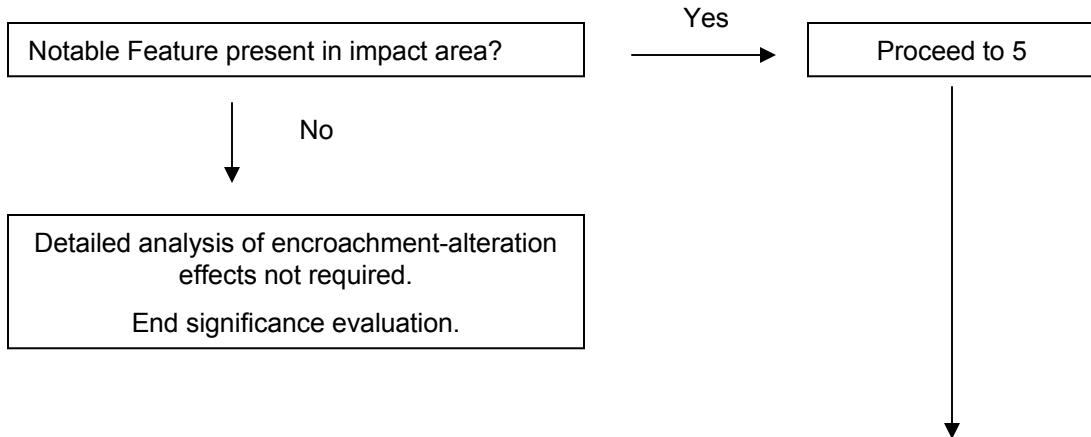 Yes
Notable Feature present in impact area?
Proceed to 5
No
Detailed analysis of encroachment-alteration
effects not required.
End significance evaluation.